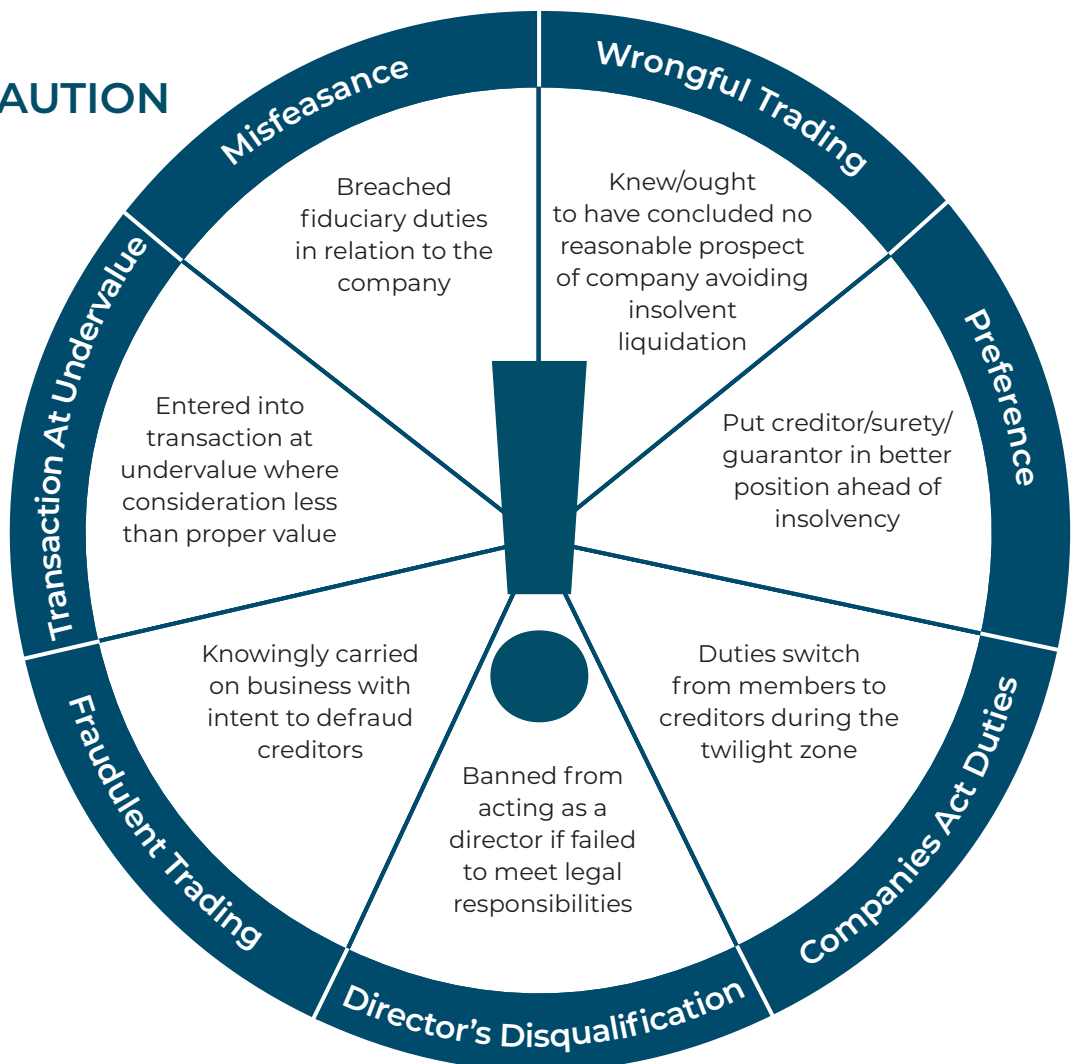 AUTION
Misfeasance
Breached
fiduciary duties
in relation to the
company
Wrongful Trading
Knew/ought
to have concluded no
reasonable prospect
of company avoiding
insolvent
liquidation
Preference
Put creditor/surety/
guarantor in better
position ahead of
insolvency
Companies Act Duties
Duties switch
from members to
creditors during the
twilight zone
Director's Disqualification
Banned from
acting as a
director if failed
to meet legal
responsibilities
Fraudulent Trading
Knowingly carried
on business with
intent to defraud
creditors
Transaction At Undervalue
Entered into
transaction at
undervalue where
consideration less
than proper value